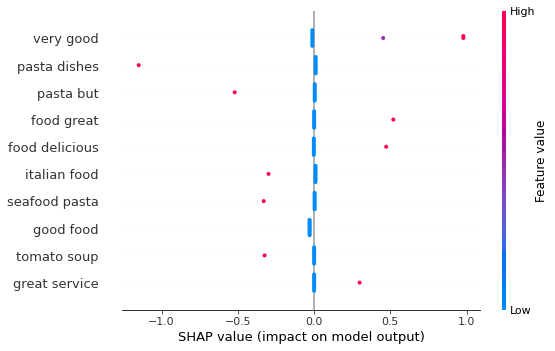 High
very good
pasta dishes
pasta but
food great
food delicious
italian food
seafood pasta
good food
tomato soup
great service
Feature value
Low
−1.0 −0.5 0.0 0.5 1.0
SHAP value (impact on model output)